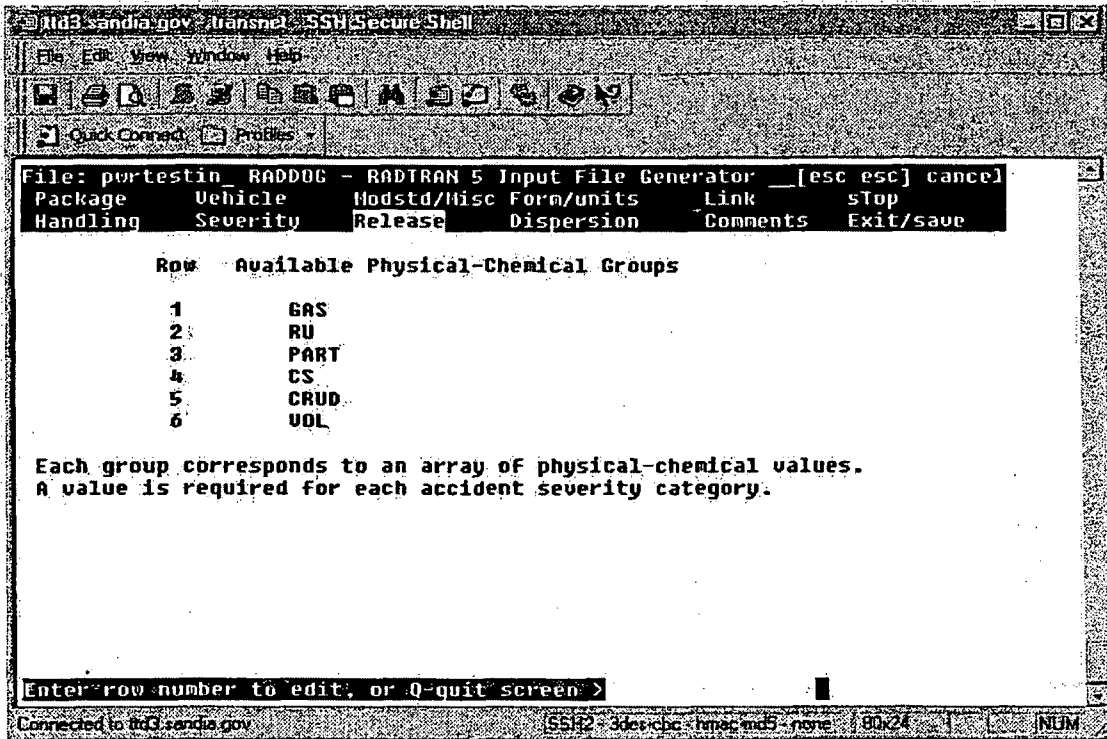 ttd3.sandia.gov - transnet - SSH Secure Shell
File Edit View Window Help
Quick Connect Profiles
File: pwrtestin_ RADDOG - RADTRAN 5 Input File Generator __[esc esc] cancel
Package Vehicle Modstd/Misc Form/units Link sTop
Handling Severity Release Dispersion Comments Exit/save
Row Available Physical-Chemical Groups
1 GAS
2 RU
3 PART
4 CS
5 CRUD
6 VOL
Each group corresponds to an array of physical-chemical values.
A value is required for each accident severity category.
Enter row number to edit, or Q-quit screen >
Connected to ttd3.sandia.gov SSH2 - 3des-cbc - hmac-md5 - none 80x24 NUM